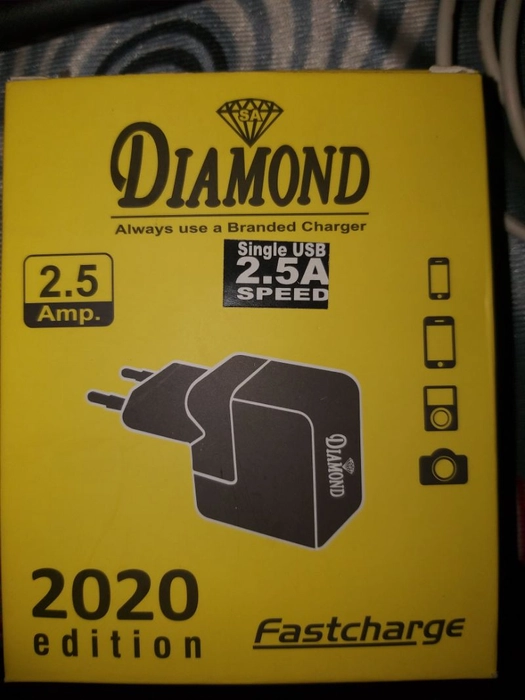 SA
DIAMOND
Always use a Branded Charger
Single USB
2.5A
SPEED
2.5
Amp.
DIAMOND
2020
edition
Fastcharge